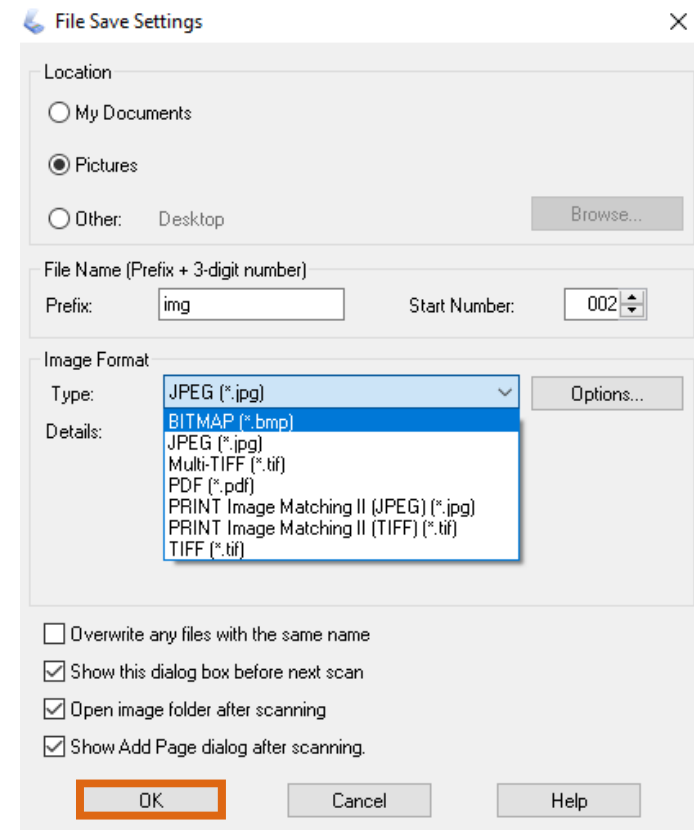 File Save Settings
Location
My Documents
Pictures
Other: Desktop Browse...
File Name (Prefix + 3-digit number)
Prefix: img Start Number: 002
Image Format
Type: JPEG (*.jpg) Options...
Details:
BITMAP (*.bmp)
JPEG (*.jpg)
Multi-TIFF (*.tif)
PDF (*.pdf)
PRINT Image Matching II (JPEG) (*.jpg)
PRINT Image Matching II (TIFF) (*.tif)
TIFF (*.tif)
Overwrite any files with the same name
Show this dialog box before next scan
Open image folder after scanning
Show Add Page dialog after scanning.
OK Cancel Help